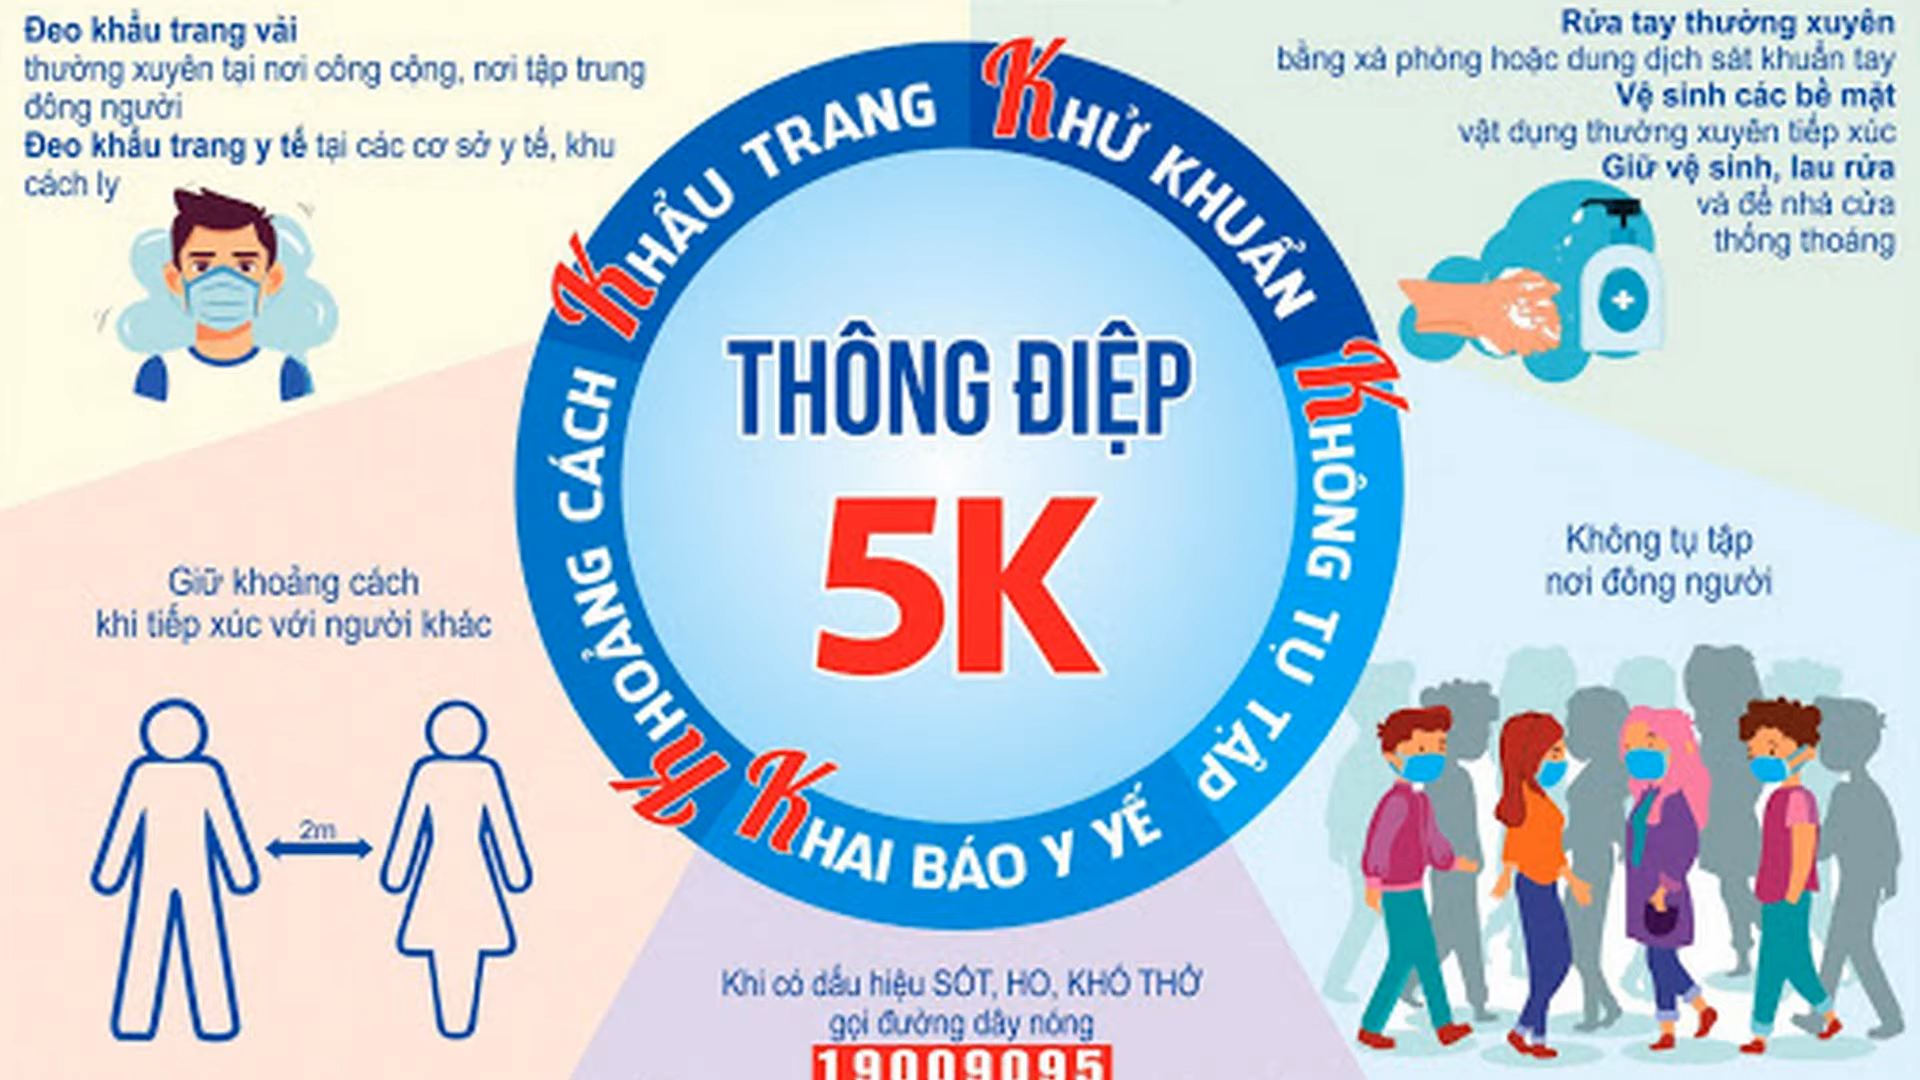 Đeo khẩu trang vải
thường xuyên tại nơi công cộng, nơi tập trung
đông người
Đeo khẩu trang y tế tại các cơ sở y tế, khu
cách ly
Rửa tay thường xuyên
bằng xà phòng hoặc dung dịch sát khuẩn tay
Vệ sinh các bề mặt
vật dụng thường xuyên tiếp xúc
Giữ vệ sinh, lau rửa
và để nhà cửa
thông thoáng
KHẨU TRANG
KHỬ KHUẨN
KHÔNG TỤ TẬP
KHAI BÁO Y TẾ
KHOẢNG CÁCH
THÔNG ĐIỆP
5K
Giữ khoảng cách
khi tiếp xúc với người khác
2m
Không tụ tập
nơi đông người
Khi có dấu hiệu SỐT, HO, KHÓ THỞ
gọi đường dây nóng
19009095